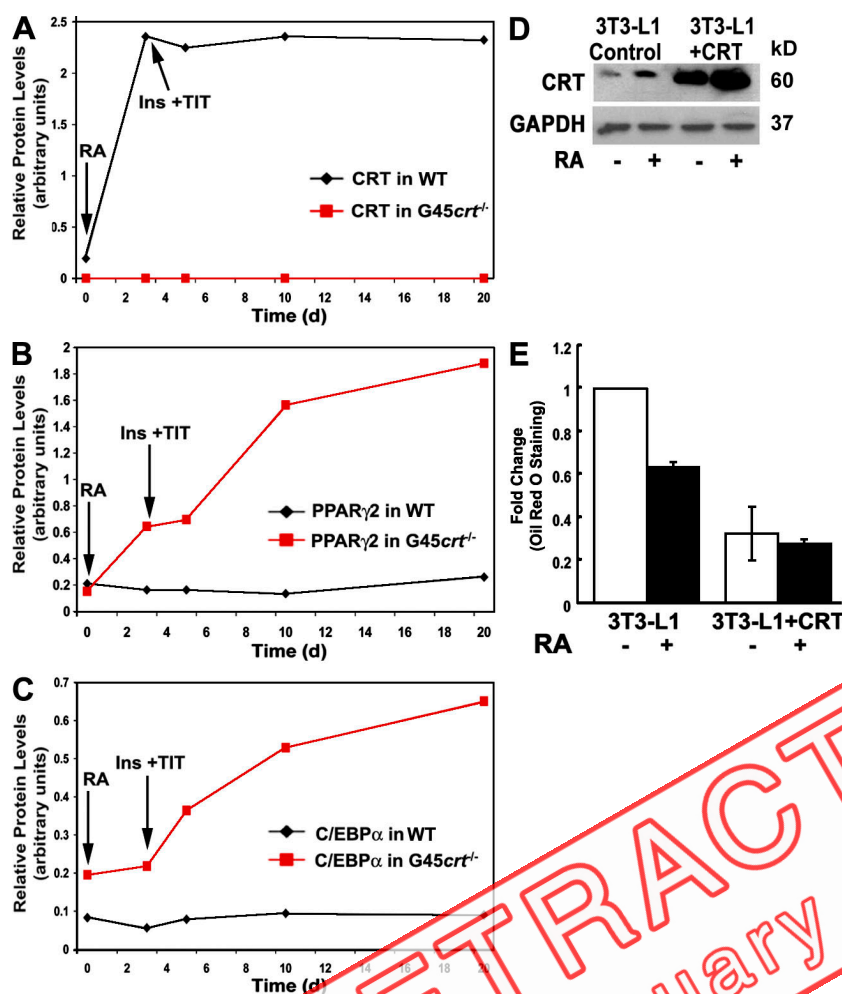 A
Relative Protein Levels
(arbitrary units)
2.5
2
1.5
1
0.5
0
RA
Ins +TIT
CRT in WT
CRT in G45crt-/-
0 2 4 6 8 10 12 14 16 18 20
Time (d)
B
Relative Protein Levels
(arbitrary units)
2
1.8
1.6
1.4
1.2
1
0.8
0.6
0.4
0.2
0
RA
Ins +TIT
PPARγ2 in WT
PPARγ2 in G45crt-/-
0 2 4 6 8 10 12 14 16 18 20
Time (d)
C
Relative Protein Levels
(arbitrary units)
0.7
0.6
0.5
0.4
0.3
0.2
0.1
0
RA
Ins +TIT
C/EBPα in WT
C/EBPα in G45crt-/-
0 2 4 6 8 10 12 14 16 18 20
Time (d)
D
3T3-L1 3T3-L1
Control +CRT kD
CRT 60
GAPDH 37
RA - + - +
E
Fold Change
(Oil Red O Staining)
1.2
1
0.8
0.6
0.4
0.2
0
3T3-L1 3T3-L1+CRT
RA - + - +
ETRACT
uary